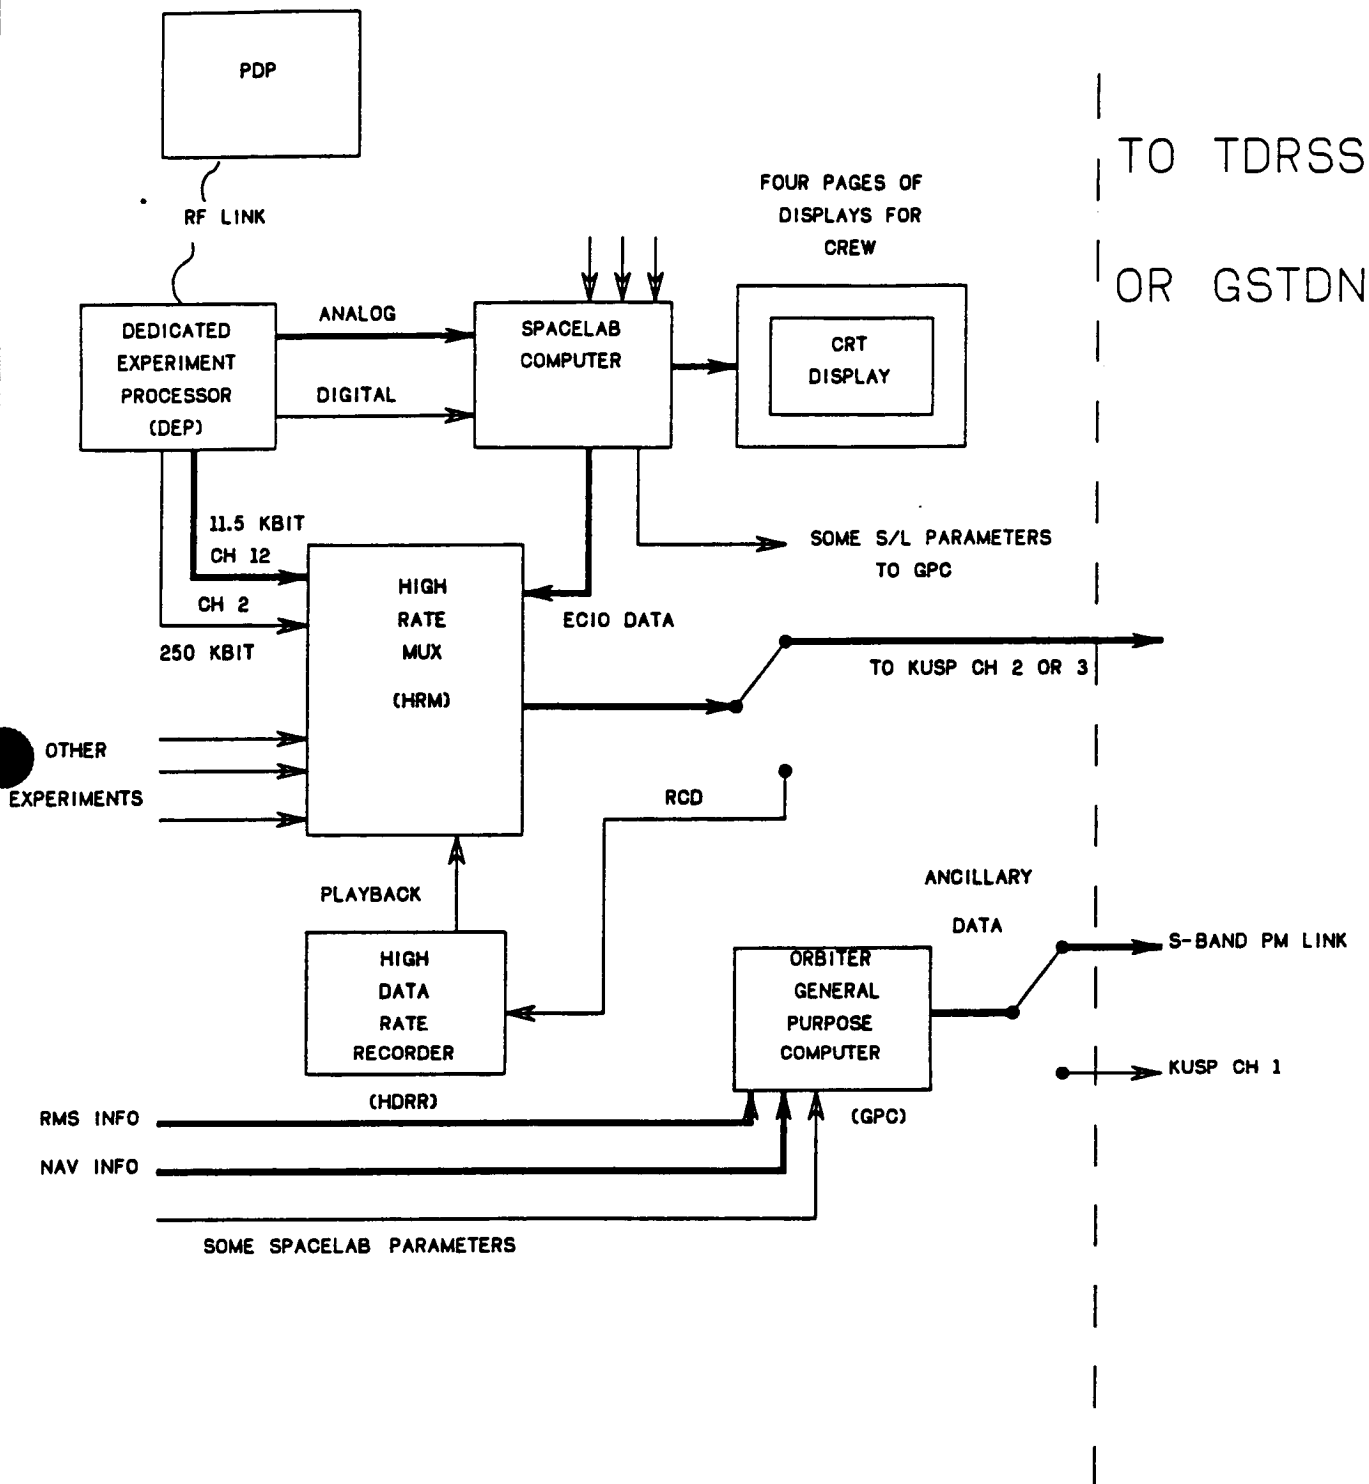 PDP
TO TDRSS
OR GSTDN
RF LINK
FOUR PAGES OF
DISPLAYS FOR
CREW
DEDICATED
EXPERIMENT
PROCESSOR
(DEP)
ANALOG
DIGITAL
SPACELAB
COMPUTER
CRT
DISPLAY
11.5 KBIT
CH 12
CH 2
250 KBIT
HIGH
RATE
MUX
(HRM)
ECIO DATA
SOME S/L PARAMETERS
TO GPC
TO KUSP CH 2 OR 3
OTHER
EXPERIMENTS
RCD
PLAYBACK
HIGH
DATA
RATE
RECORDER
(HDRR)
ANCILLARY
DATA
ORBITER
GENERAL
PURPOSE
COMPUTER
(GPC)
S-BAND PM LINK
KUSP CH 1
RMS INFO
NAV INFO
SOME SPACELAB PARAMETERS